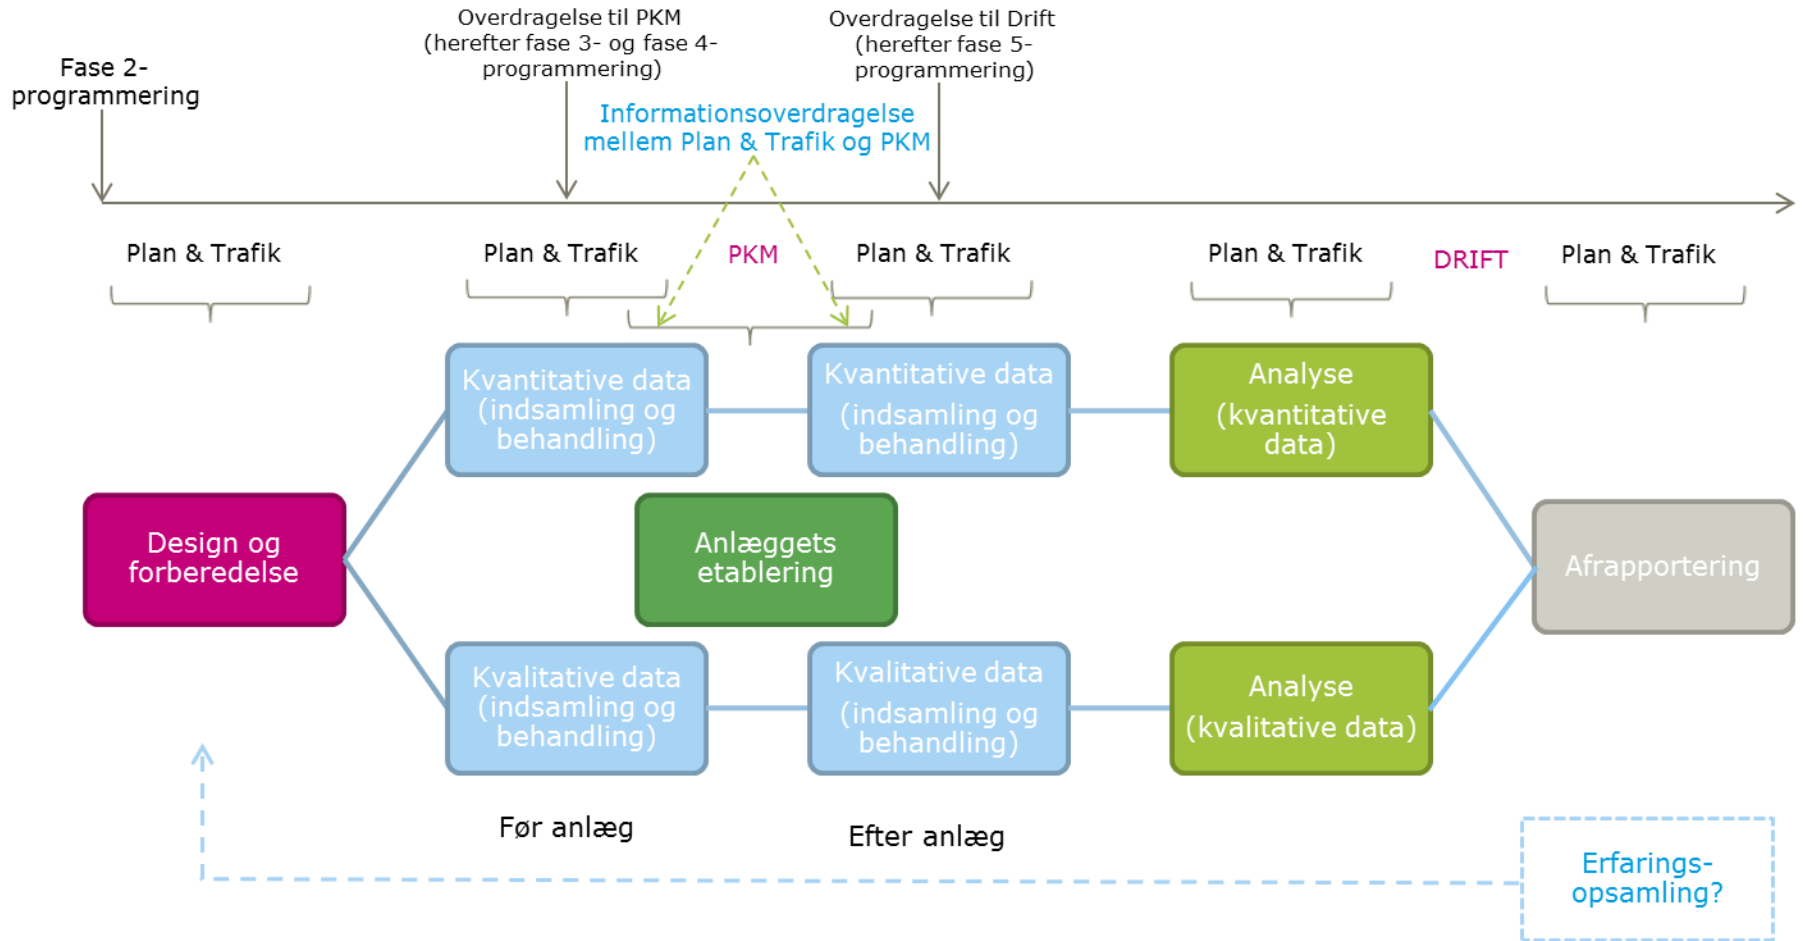 Fase 2-
programmering
Overdragelse til PKM
(herefter fase 3- og fase 4-
programmering)
Overdragelse til Drift
(herefter fase 5-
programmering)
Informationsoverdragelse
mellem Plan & Trafik og PKM
Plan & Trafik
Plan & Trafik
PKM
Plan & Trafik
Plan & Trafik
DRIFT
Plan & Trafik
Kvantitative data
(indsamling og
behandling)
Kvantitative data
(indsamling og
behandling)
Analyse
(kvantitative
data)
Design og
forberedelse
Anlæggets
etablering
Afrapportering
Kvalitative data
(indsamling og
behandling)
Kvalitative data
(indsamling og
behandling)
Analyse
(kvalitative data)
Før anlæg
Efter anlæg
Erfarings-
opsamling?